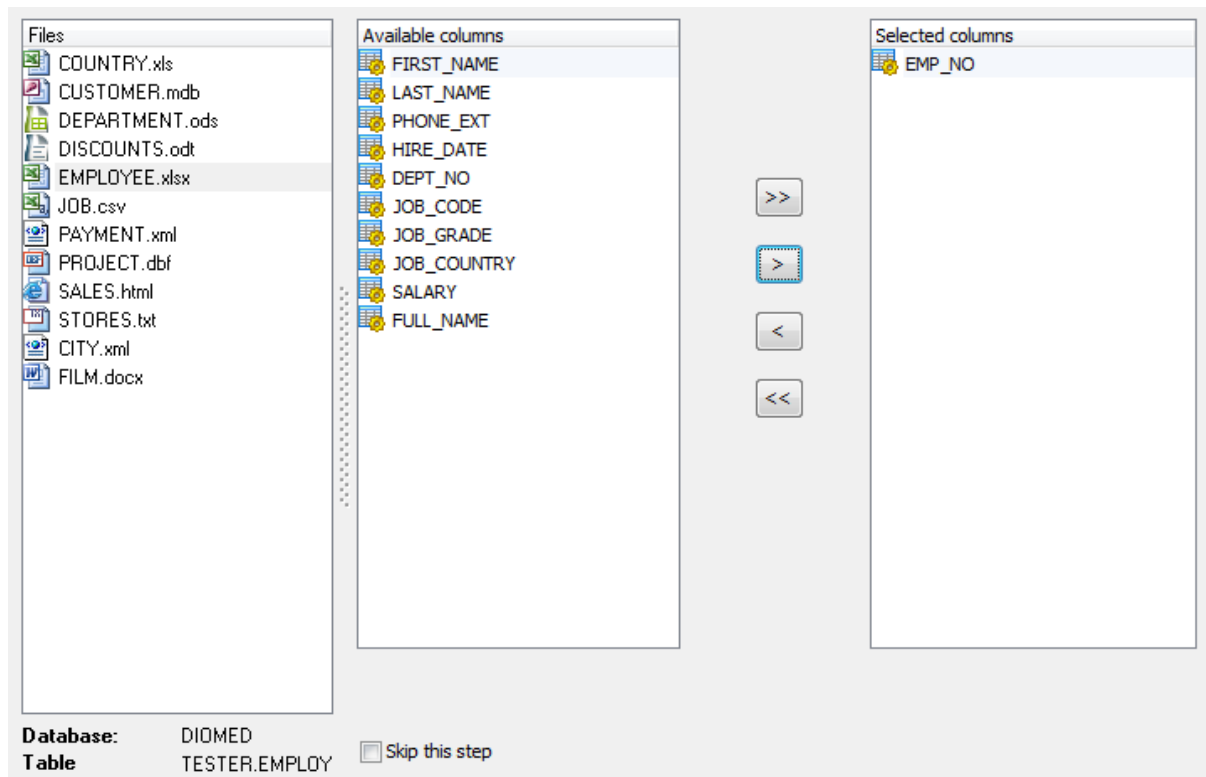 Files
COUNTRY.xls
CUSTOMER.mdb
DEPARTMENT.ods
DISCOUNTS.odt
EMPLOYEE.xlsx
JOB.csv
PAYMENT.xml
PROJECT.dbf
SALES.html
STORES.txt
CITY.xml
FILM.docx
Available columns
FIRST_NAME
LAST_NAME
PHONE_EXT
HIRE_DATE
DEPT_NO
JOB_CODE
JOB_GRADE
JOB_COUNTRY
SALARY
FULL_NAME
>>
>
<
<<
Selected columns
EMP_NO
Database: DIOMED
Table TESTER.EMPLOY
Skip this step